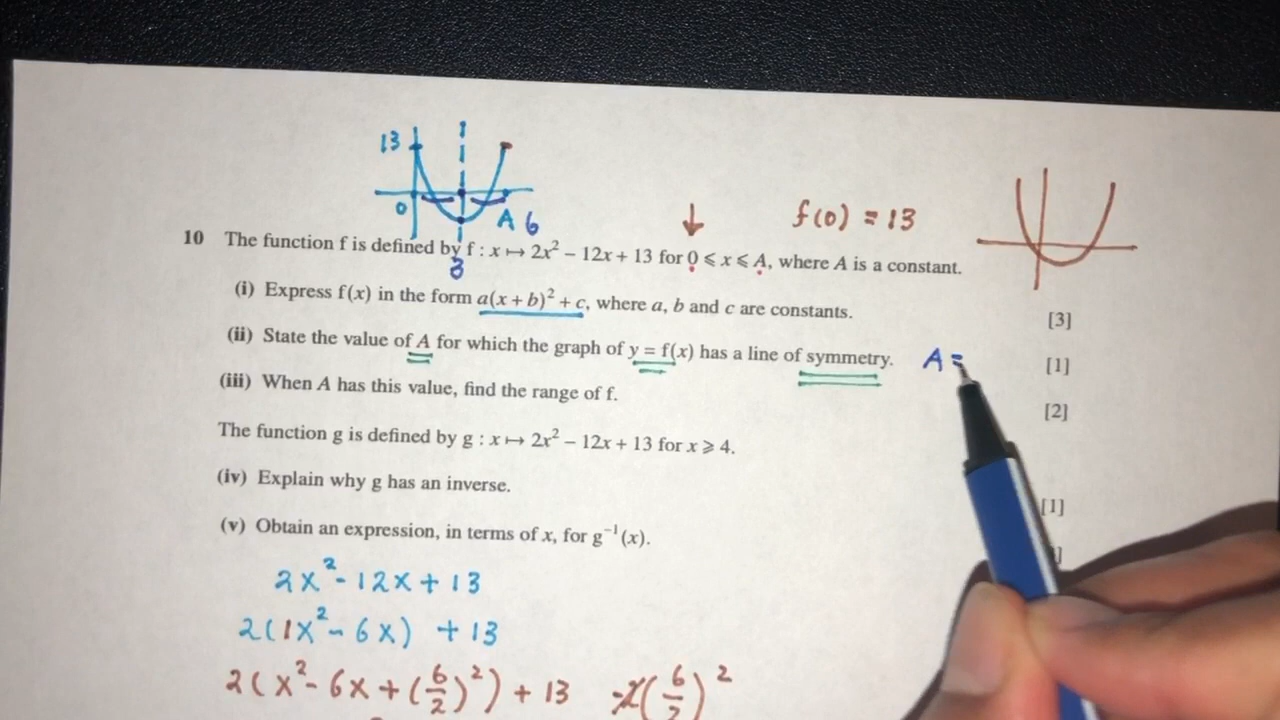 13
0 A 6
f(0) = 13
10 The function f is defined by f : x ↦ 2x² − 12x + 13 for 0 ⩽ x ⩽ A, where A is a constant.
3
(i) Express f(x) in the form a(x + b)² + c, where a, b and c are constants. [3]
(ii) State the value of A for which the graph of y = f(x) has a line of symmetry. A = [1]
(iii) When A has this value, find the range of f. [2]
The function g is defined by g : x ↦ 2x² − 12x + 13 for x ⩾ 4.
(iv) Explain why g has an inverse. [1]
(v) Obtain an expression, in terms of x, for g⁻¹(x).
2x² - 12x + 13
2(1x² - 6x) + 13
2(x² - 6x + (6/2)²) + 13 -2(6/2)²